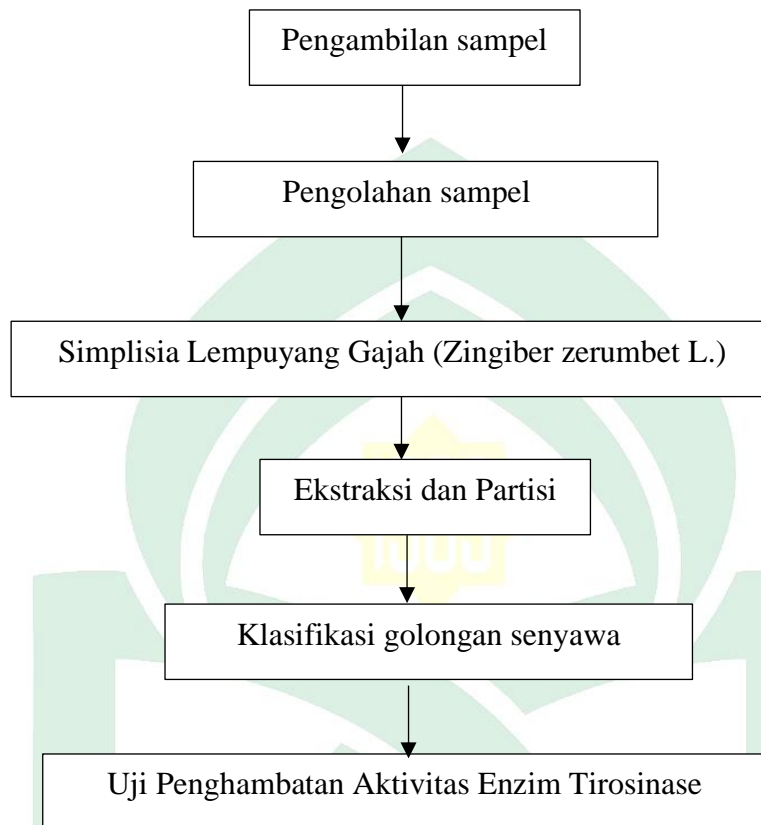 Pengambilan sampel
Pengolahan sampel
Simplisia Lempuyang Gajah (Zingiber zerumbet L.)
Ekstraksi dan Partisi
Klasifikasi golongan senyawa
Uji Penghambatan Aktivitas Enzim Tirosinase